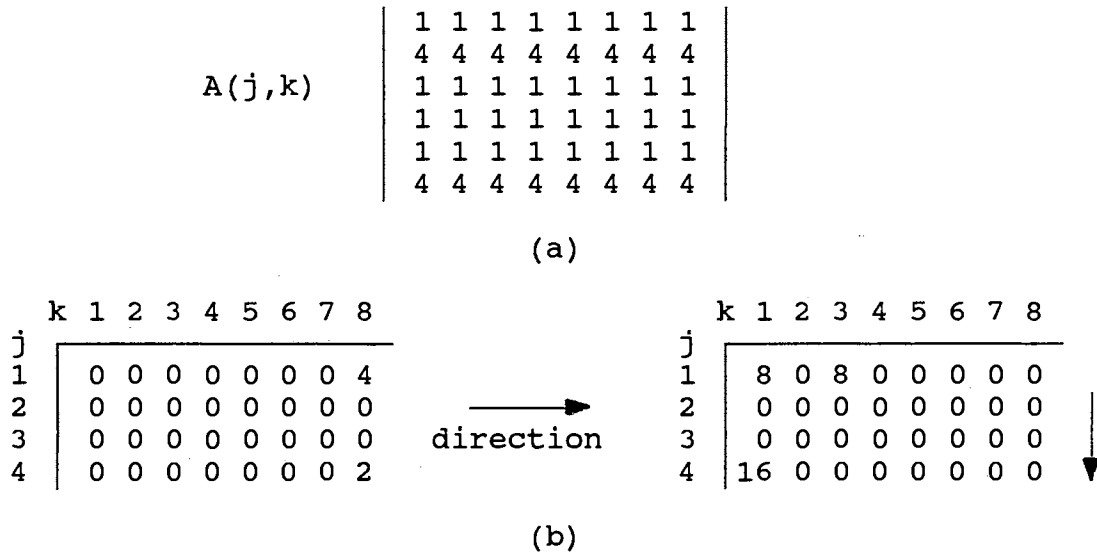 1 1 1 1 1 1 1 1
4 4 4 4 4 4 4 4
A(j,k) 1 1 1 1 1 1 1 1
1 1 1 1 1 1 1 1
1 1 1 1 1 1 1 1
4 4 4 4 4 4 4 4
(a)
k 1 2 3 4 5 6 7 8
j
1 0 0 0 0 0 0 0 4
2 0 0 0 0 0 0 0 0
3 0 0 0 0 0 0 0 0
4 0 0 0 0 0 0 0 2
direction
k 1 2 3 4 5 6 7 8
j
1 8 0 8 0 0 0 0 0
2 0 0 0 0 0 0 0 0
3 0 0 0 0 0 0 0 0
4 16 0 0 0 0 0 0 0
(b)